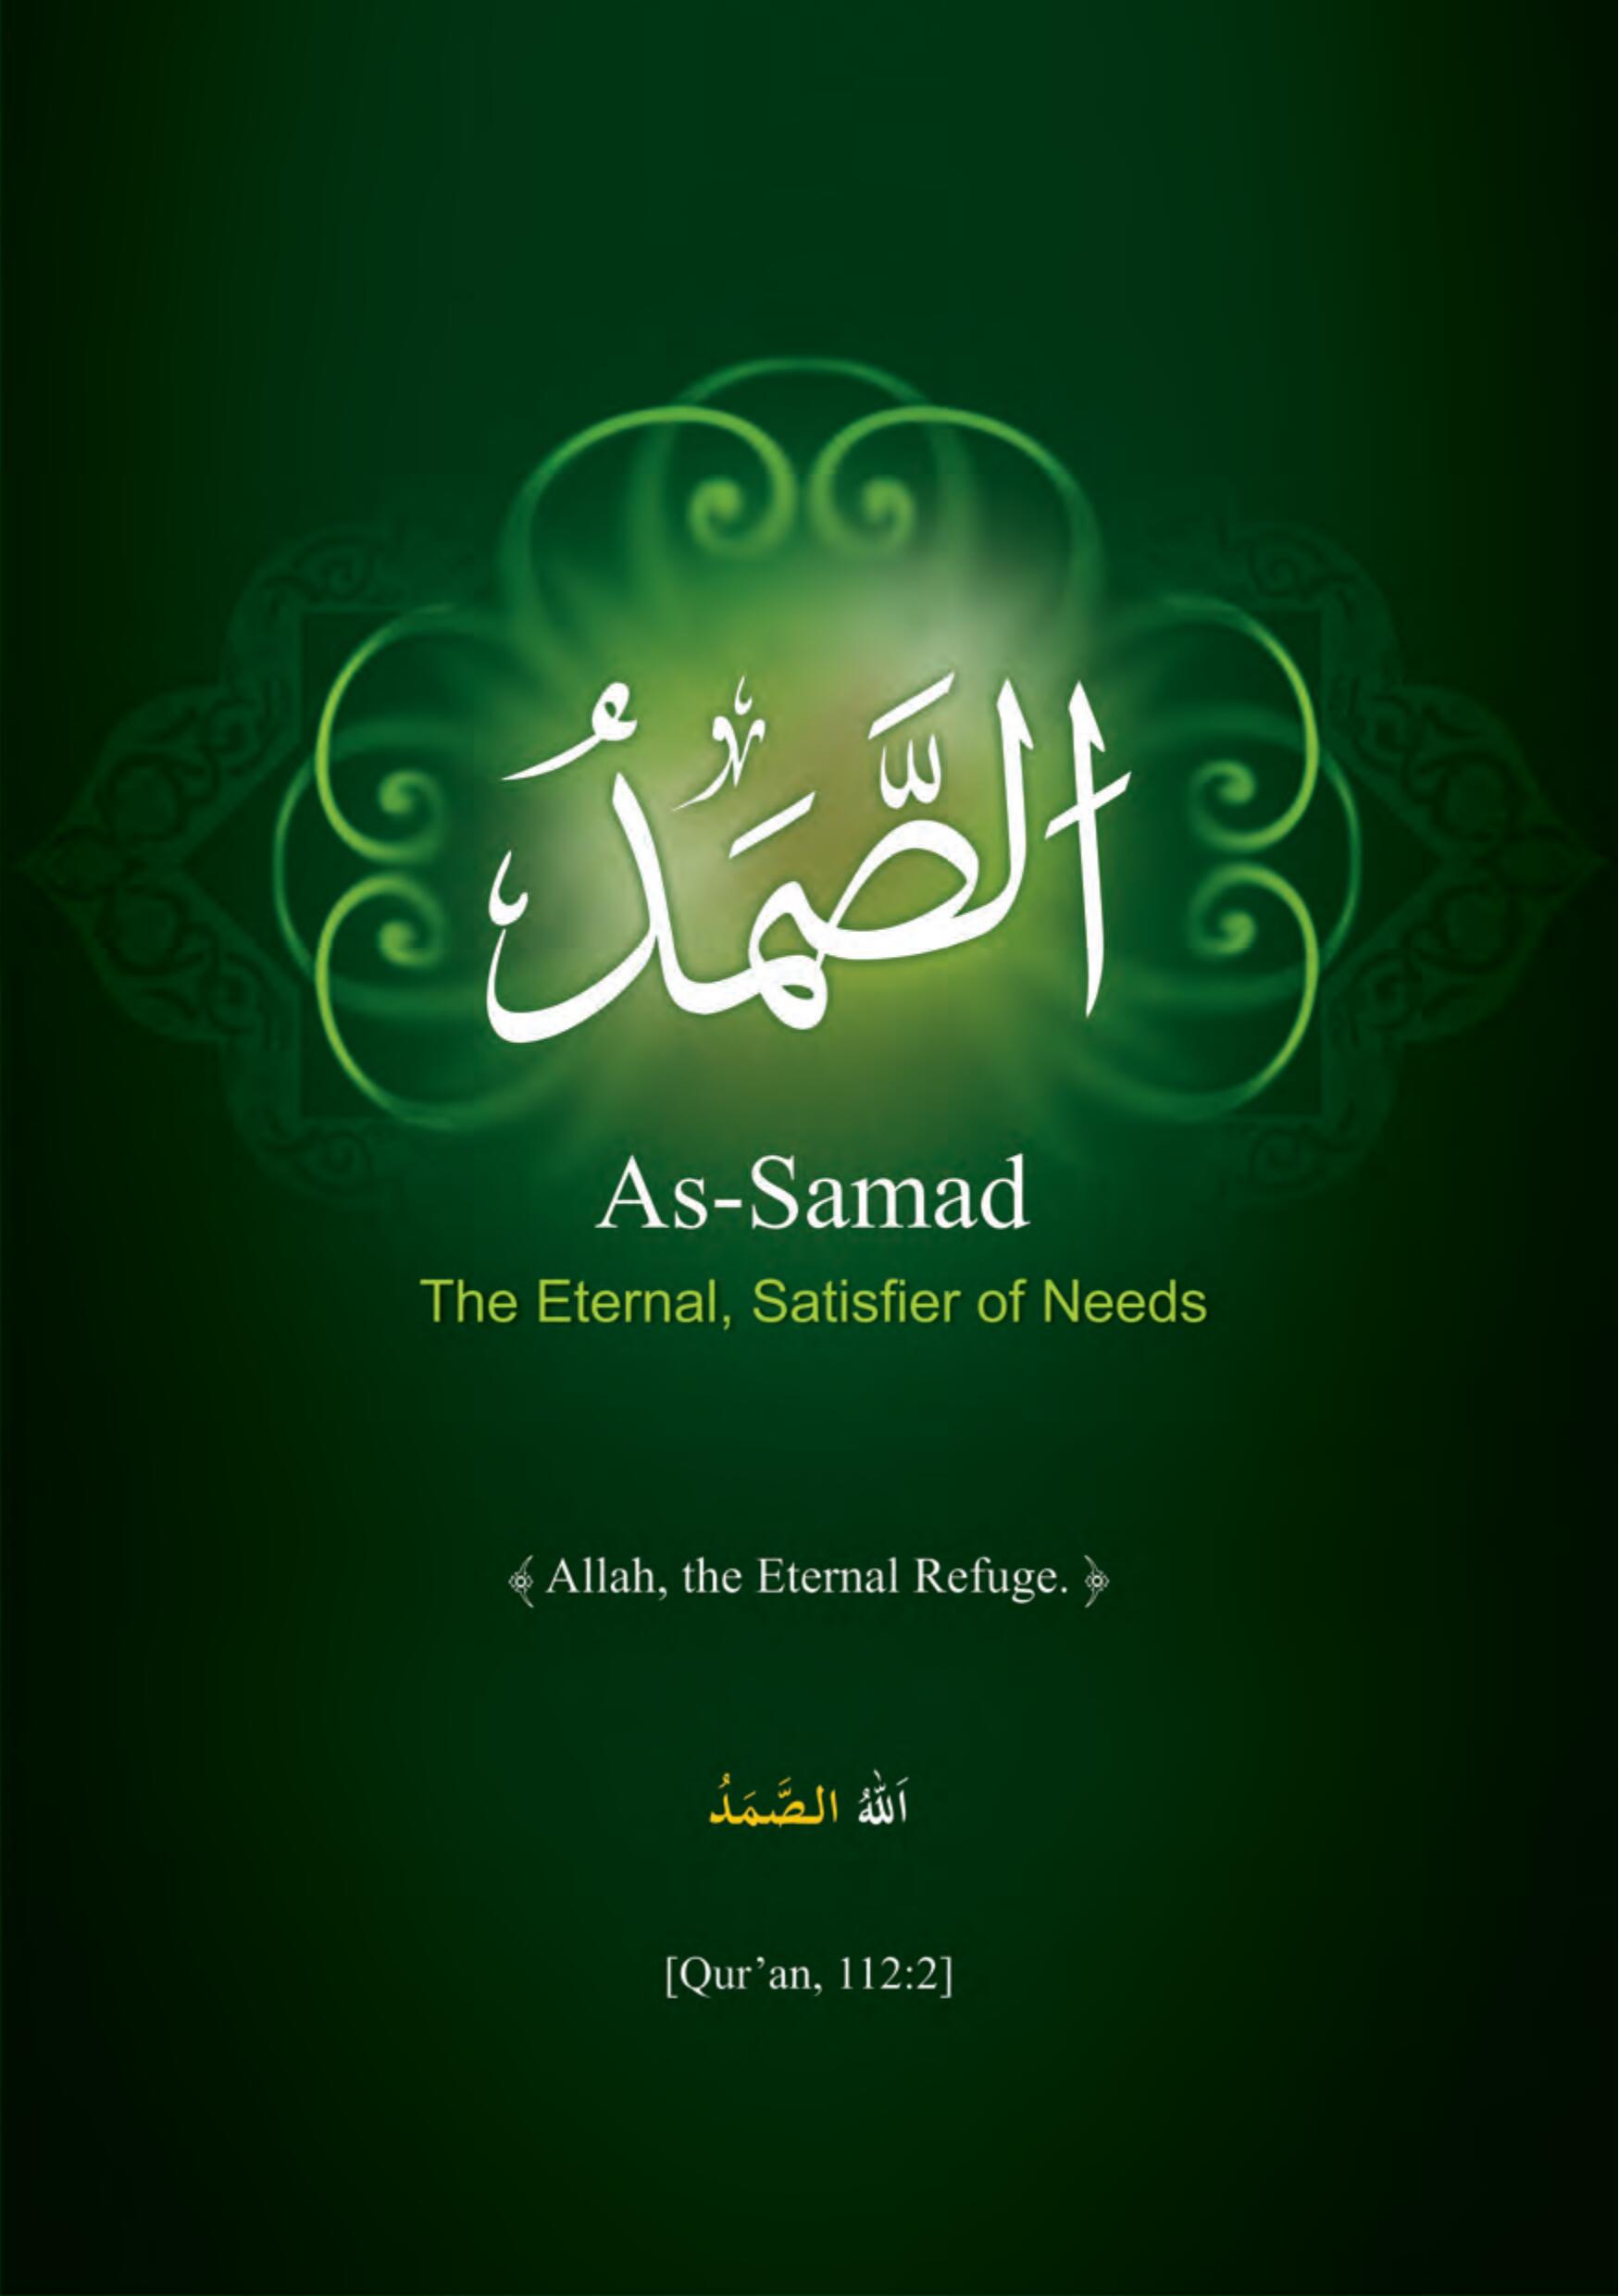 الصَّمَدُ
As-Samad
The Eternal, Satisfier of Needs
﴾ Allah, the Eternal Refuge. ﴿
اَللّٰهُ الصَّمَدُ
[Qur’an, 112:2]